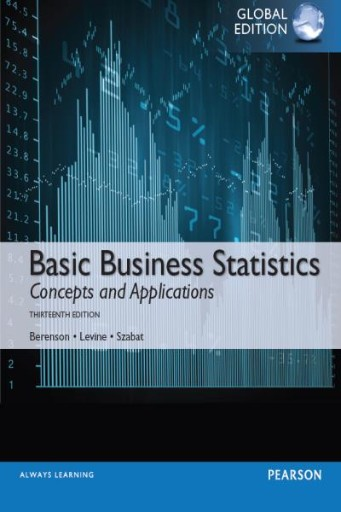 GLOBAL
EDITION
Basic Business Statistics
Concepts and Applications
THIRTEENTH EDITION
Berenson • Levine • Szabat
ALWAYS LEARNING
PEARSON